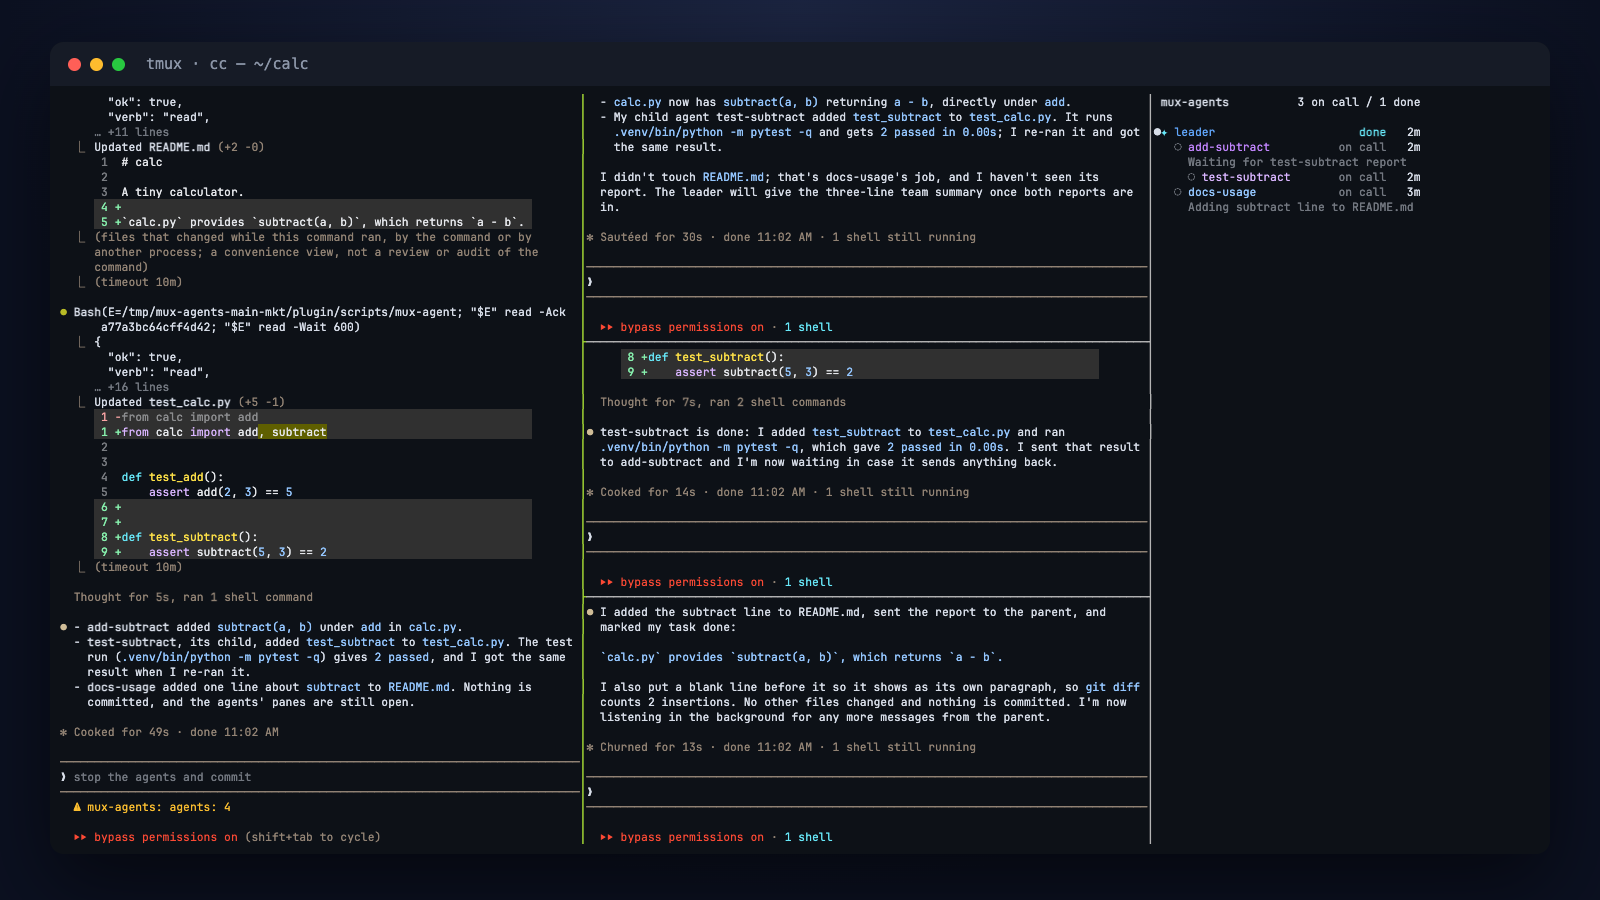 tmux · cc — ~/calc
"ok": true,
"verb": "read",
… +11 lines
Updated README.md (+2 -0)
1 # calc
2
3 A tiny calculator.
4 +
5 +`calc.py` provides `subtract(a, b)`, which returns `a - b`.
(files that changed while this command ran, by the command or by
another process; a convenience view, not a review or audit of the
command)
(timeout 10m)
● Bash(E=/tmp/mux-agents-main-mkt/plugin/scripts/mux-agent; "$E" read -Ack
a77a3bc64cff4d42; "$E" read -Wait 600)
{
"ok": true,
"verb": "read",
… +16 lines
Updated test_calc.py (+5 -1)
1 -from calc import add
1 +from calc import add, subtract
2
3
4 def test_add():
5 assert add(2, 3) == 5
6 +
7 +
8 +def test_subtract():
9 + assert subtract(5, 3) == 2
(timeout 10m)
Thought for 5s, ran 1 shell command
● - add-subtract added subtract(a, b) under add in calc.py.
- test-subtract, its child, added test_subtract to test_calc.py. The test
run (.venv/bin/python -m pytest -q) gives 2 passed, and I got the same
result when I re-ran it.
- docs-usage added one line about subtract to README.md. Nothing is
committed, and the agents' panes are still open.
✻ Cooked for 49s · done 11:02 AM
❯ stop the agents and commit
▲ mux-agents: agents: 4
▸▸ bypass permissions on (shift+tab to cycle)
- calc.py now has subtract(a, b) returning a - b, directly under add.
- My child agent test-subtract added test_subtract to test_calc.py. It runs
.venv/bin/python -m pytest -q and gets 2 passed in 0.00s; I re-ran it and got
the same result.
I didn't touch README.md; that's docs-usage's job, and I haven't seen its
report. The leader will give the three-line team summary once both reports are
in.
✻ Sautéed for 30s · done 11:02 AM · 1 shell still running
❯
▸▸ bypass permissions on · 1 shell
8 +def test_subtract():
9 + assert subtract(5, 3) == 2
Thought for 7s, ran 2 shell commands
● test-subtract is done: I added test_subtract to test_calc.py and ran
.venv/bin/python -m pytest -q, which gave 2 passed in 0.00s. I sent that result
to add-subtract and I'm now waiting in case it sends anything back.
✻ Cooked for 14s · done 11:02 AM · 1 shell still running
❯
▸▸ bypass permissions on · 1 shell
● I added the subtract line to README.md, sent the report to the parent, and
marked my task done:
`calc.py` provides `subtract(a, b)`, which returns `a - b`.
I also put a blank line before it so it shows as its own paragraph, so git diff
counts 2 insertions. No other files changed and nothing is committed. I'm now
listening in the background for any more messages from the parent.
✻ Churned for 13s · done 11:02 AM · 1 shell still running
❯
▸▸ bypass permissions on · 1 shell
mux-agents 3 on call / 1 done
●✦ leader done 2m
◌ add-subtract on call 2m
Waiting for test-subtract report
◌ test-subtract on call 2m
◌ docs-usage on call 3m
Adding subtract line to README.md